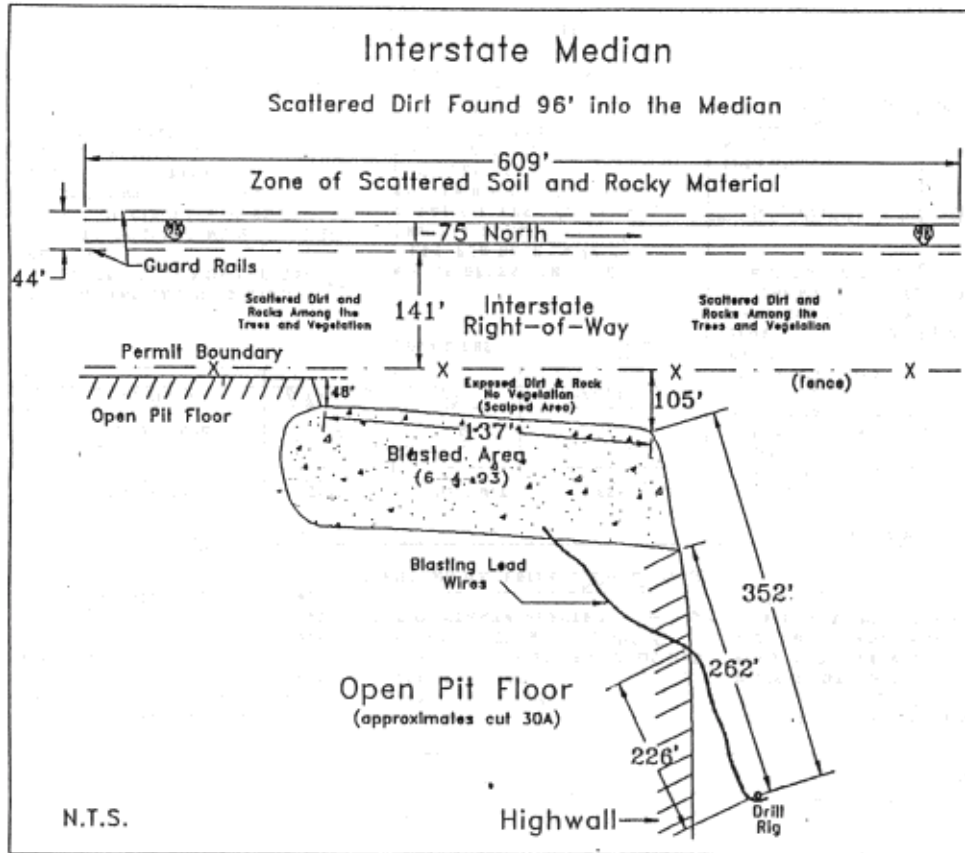 Interstate Median
Scattered Dirt Found 96' into the Median
609'
Zone of Scattered Soil and Rocky Material
I-75 North
Guard Rails
44'
Scattered Dirt and
Rocks Among the
Trees and Vegetation
141'
Interstate
Right-of-Way
Scattered Dirt and
Rocks Among the
Trees and Vegetation
Permit Boundary
X
X
X
X
(fence)
Open Pit Floor
48'
Exposed Dirt & Rock
No Vegetation
(Scalped Area)
105'
137'
Blasted Area
Blasting Lead
Wires
352'
262'
Open Pit Floor
(approximates cut 30A)
226'
N.T.S.
Highwall
Drill
Rig